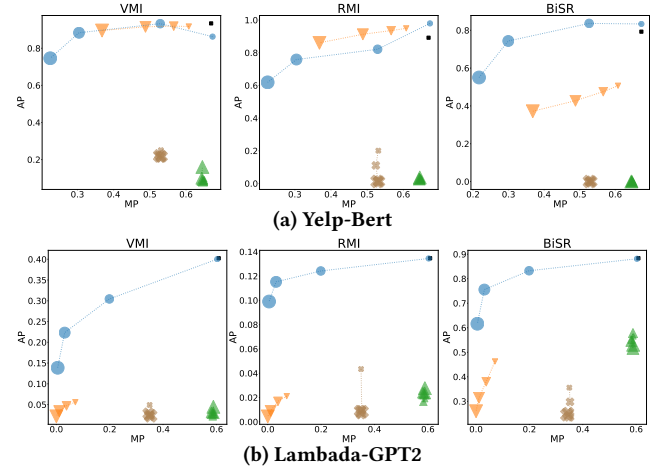 VMI RMI BiSR
AP 0.8 0.6 0.4 0.2
0.2 0.3 0.4 0.5 0.6
MP
AP 1.0 0.8 0.6 0.4 0.2 0.0
0.3 0.4 0.5 0.6
MP
AP 0.8 0.6 0.4 0.2 0.0
0.2 0.3 0.4 0.5 0.6
MP
(a) Yelp-Bert
VMI RMI BiSR
AP 0.40 0.35 0.30 0.25 0.20 0.15 0.10 0.05
0.0 0.2 0.4 0.6
MP
AP 0.14 0.12 0.10 0.08 0.06 0.04 0.02 0.00
0.0 0.2 0.4 0.6
MP
AP 0.9 0.8 0.7 0.6 0.5 0.4 0.3
0.0 0.2 0.4 0.6
MP
(b) Lambada-GPT2